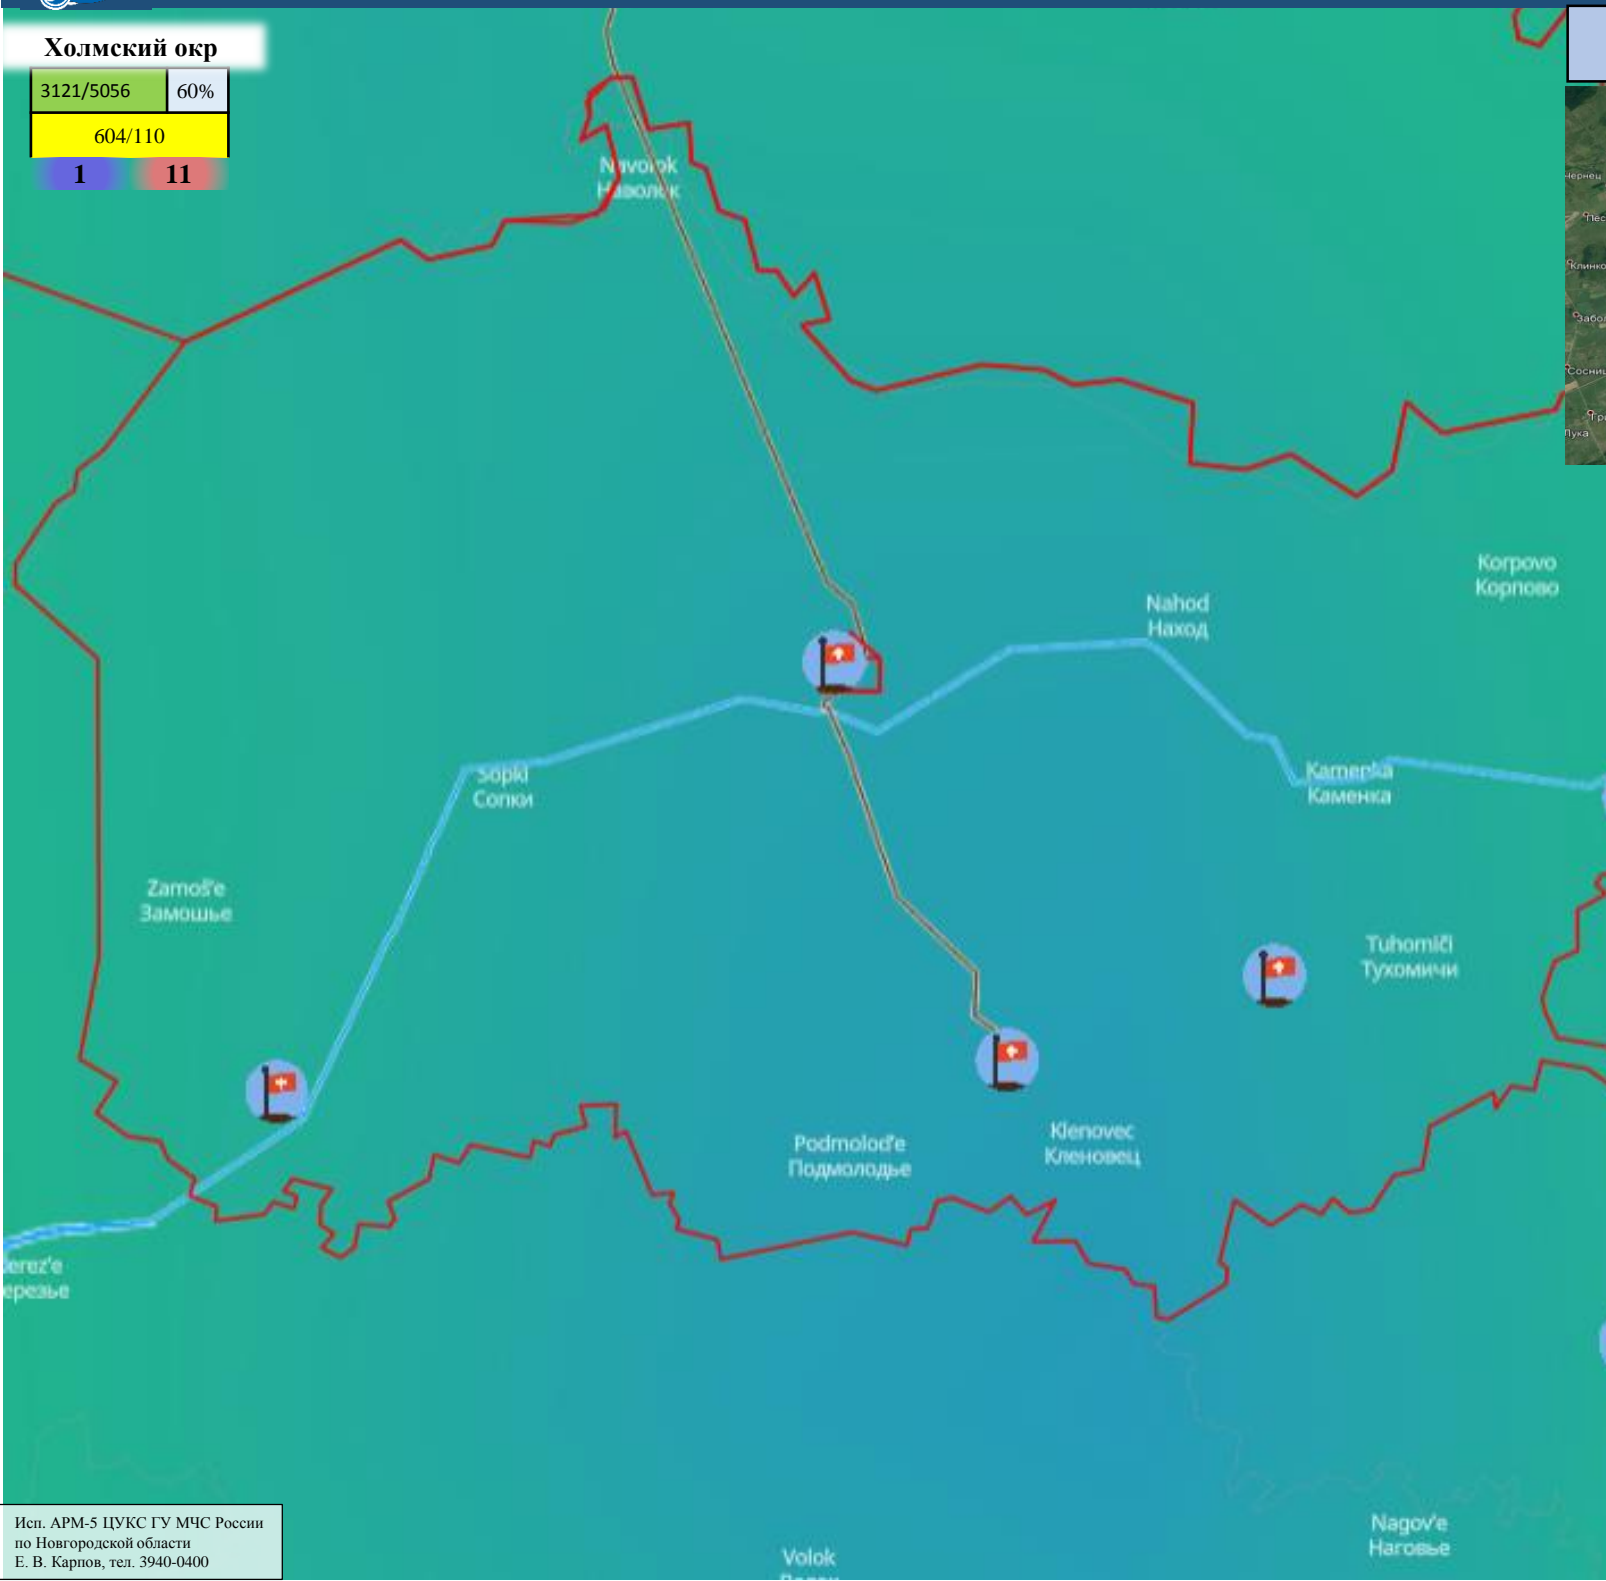 Холмский окр
3121/5056 60%
604/110
1 11
Navolok
Наволок
Чернец
Korpovo
Корпово
Nahod
Наход
Sopki
Сопки
Kamenka
Каменка
Zamoš'e
Замошье
Tuhomiči
Тухомичи
Podmolod'e
Подмолодье
Klenovec
Кленовец
Nagov'e
Наговье
Volok
Исп. АРМ-5 ЦУКС ГУ МЧС России
по Новгородской области
Е. В. Карпов, тел. 3940-0400